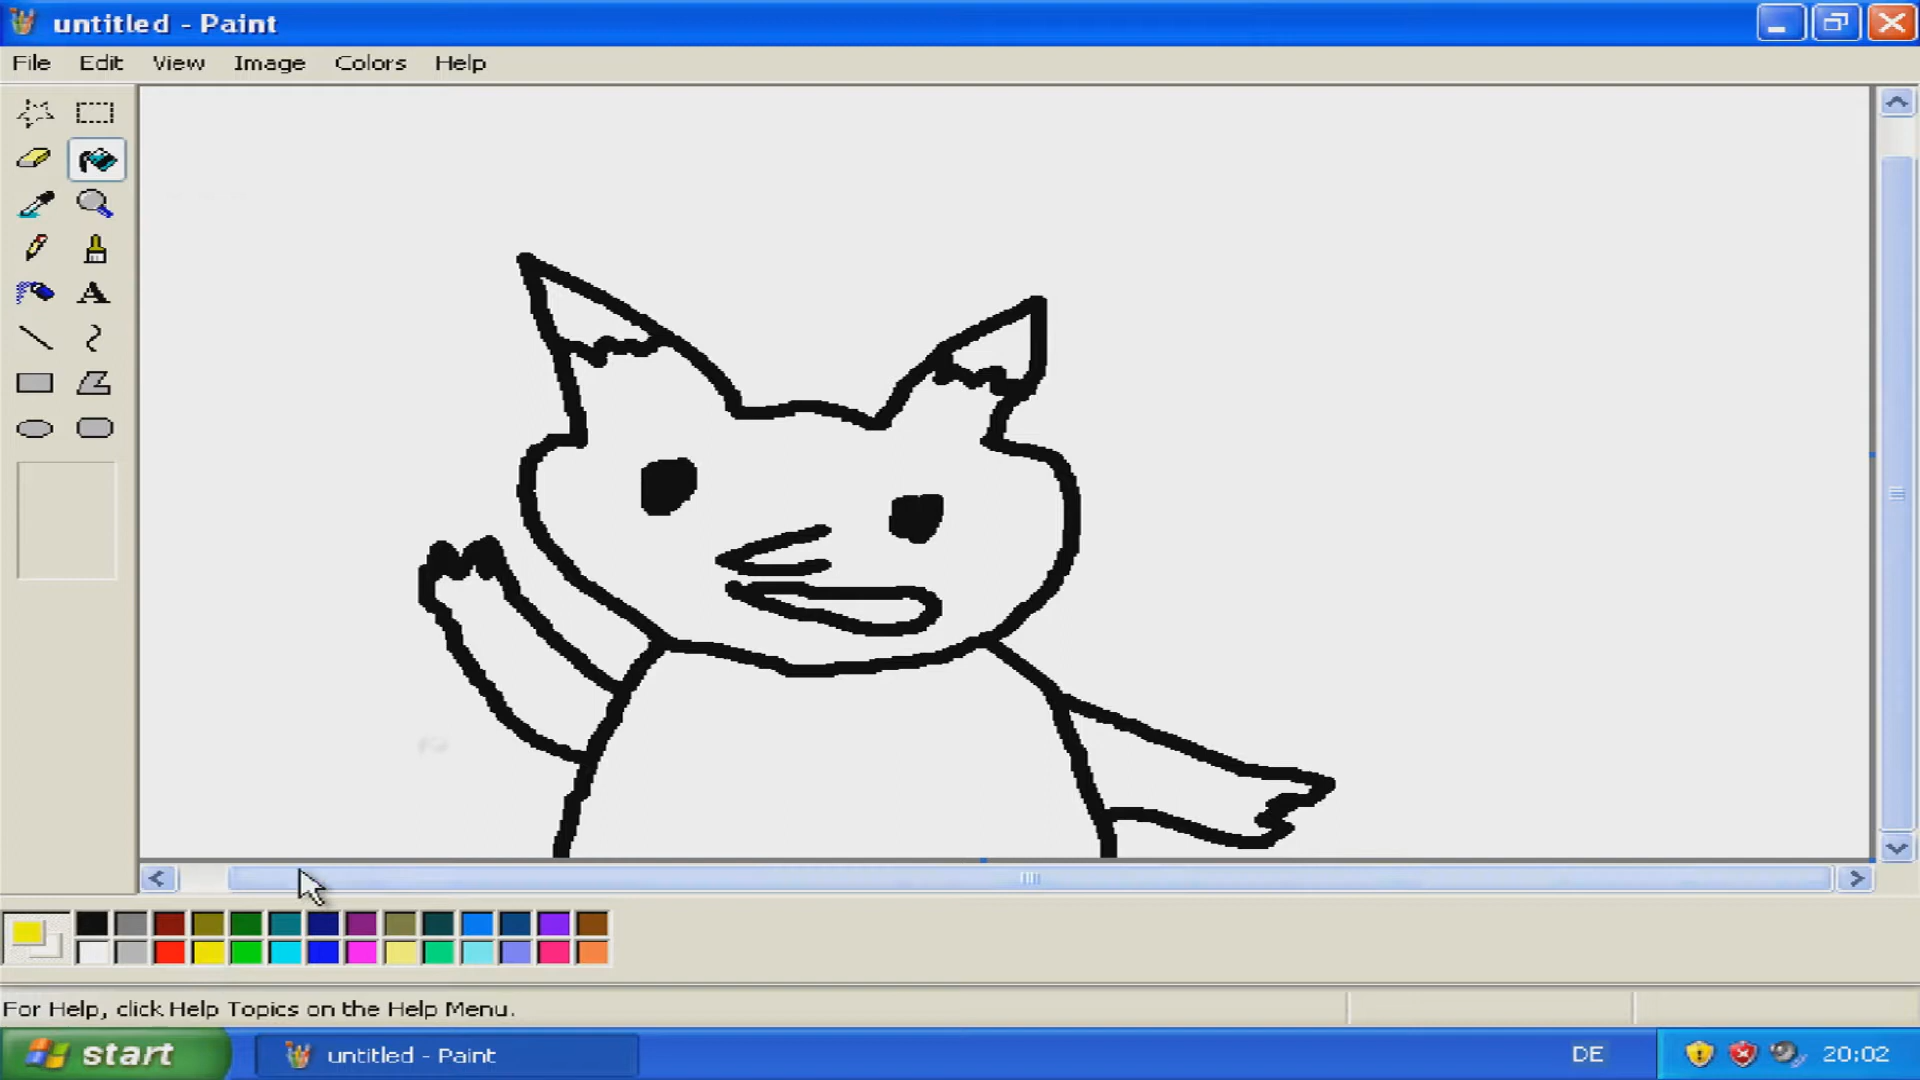 untitled - Paint
File Edit View Image Colors Help
A
For Help, click Help Topics on the Help Menu.
start
untitled - Paint
DE
20:02